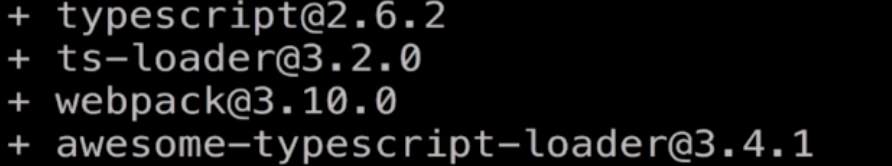 + typescript@2.6.2
+ ts-loader@3.2.0
+ webpack@3.10.0
+ awesome-typescript-loader@3.4.1